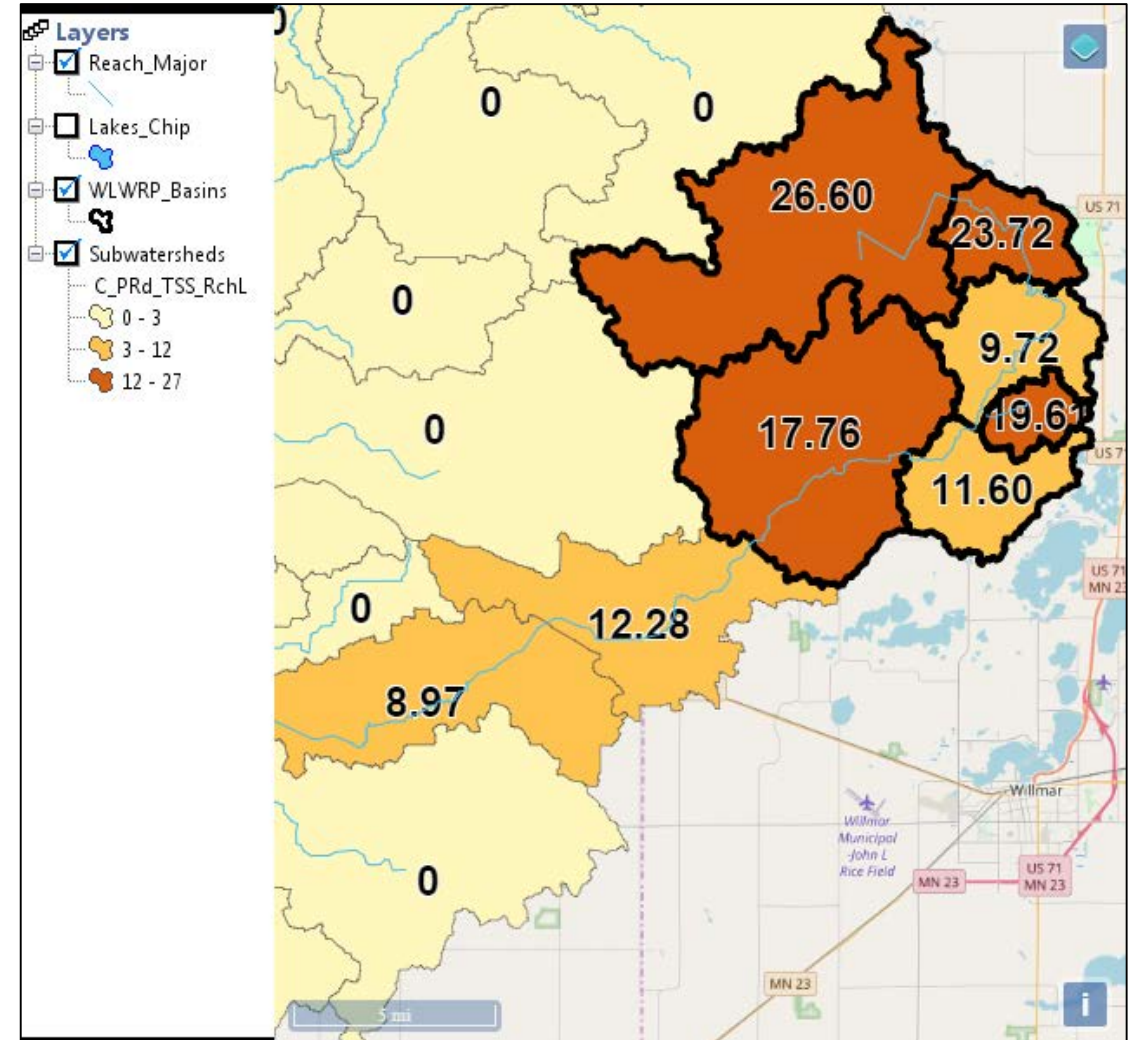 Layers
Reach_Major
Lakes_Chip
WLWRP_Basins
Subwatersheds
C_PRd_TSS_RchL
0 - 3
3 - 12
12 - 27
0
0
0
26.60
US 71
23.72
0
9.72
0
17.76
19.61
US 7
11.60
US 71
MN 23
0
12.28
8.97
Willmar
Willmar
Municipal
-John L
Rice Field
0
MN 23
US 71
MN 23
MN 23
5 mi
i